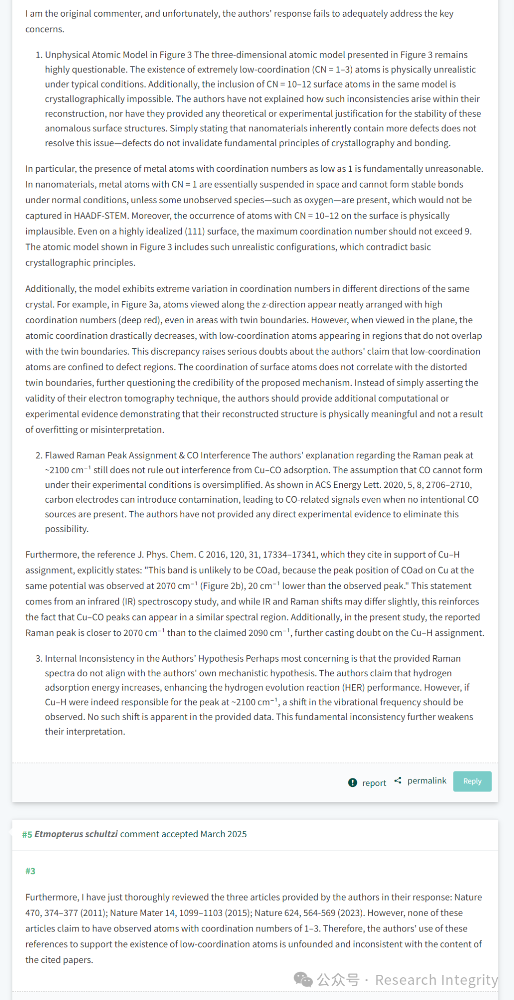 I am the original commenter, and unfortunately, the authors' response fails to adequately address the key
concerns.
1. Unphysical Atomic Model in Figure 3 The three-dimensional atomic model presented in Figure 3 remains
highly questionable. The existence of extremely low-coordination (CN = 1–3) atoms is physically unrealistic
under typical conditions. Additionally, the inclusion of CN = 10–12 surface atoms in the same model is
crystallographically impossible. The authors have not explained how such inconsistencies arise within their
reconstruction, nor have they provided any theoretical or experimental justification for the stability of these
anomalous surface structures. Simply stating that nanomaterials inherently contain more defects does not
resolve this issue—defects do not invalidate fundamental principles of crystallography and bonding.
In particular, the presence of metal atoms with coordination numbers as low as 1 is fundamentally unreasonable.
In nanomaterials, metal atoms with CN = 1 are essentially suspended in space and cannot form stable bonds
under normal conditions, unless some unobserved species—such as oxygen—are present, which would not be
captured in HAADF-STEM. Moreover, the occurrence of atoms with CN = 10–12 on the surface is physically
implausible. Even on a highly idealized (111) surface, the maximum coordination number should not exceed 9.
The atomic model shown in Figure 3 includes such unrealistic configurations, which contradict basic
crystallographic principles.
Additionally, the model exhibits extreme variation in coordination numbers in different directions of the same
crystal. For example, in Figure 3a, atoms viewed along the z-direction appear neatly arranged with high
coordination numbers (deep red), even in areas with twin boundaries. However, when viewed in the plane, the
atomic coordination drastically decreases, with low-coordination atoms appearing in regions that do not overlap
with the twin boundaries. This discrepancy raises serious doubts about the authors' claim that low-coordination
atoms are confined to defect regions. The coordination of surface atoms does not correlate with the distorted
twin boundaries, further questioning the credibility of the proposed mechanism. Instead of simply asserting the
validity of their electron tomography technique, the authors should provide additional computational or
experimental evidence demonstrating that their reconstructed structure is physically meaningful and not a result
of overfitting or misinterpretation.
2. Flawed Raman Peak Assignment & CO Interference The authors' explanation regarding the Raman peak at
~2100 cm⁻¹ still does not rule out interference from Cu–CO adsorption. The assumption that CO cannot form
under their experimental conditions is oversimplified. As shown in ACS Energy Lett. 2020, 5, 8, 2706–2710,
carbon electrodes can introduce contamination, leading to CO-related signals even when no intentional CO
sources are present. The authors have not provided any direct experimental evidence to eliminate this
possibility.
Furthermore, the reference J. Phys. Chem. C 2016, 120, 31, 17334–17341, which they cite in support of Cu–H
assignment, explicitly states: "This band is unlikely to be COad, because the peak position of COad on Cu at the
same potential was observed at 2070 cm⁻¹ (Figure 2b), 20 cm⁻¹ lower than the observed peak." This statement
comes from an infrared (IR) spectroscopy study, and while IR and Raman shifts may differ slightly, this reinforces
the fact that Cu–CO peaks can appear in a similar spectral region. Additionally, in the present study, the reported
Raman peak is closer to 2070 cm⁻¹ than to the claimed 2090 cm⁻¹, further casting doubt on the Cu–H assignment.
3. Internal Inconsistency in the Authors’ Hypothesis Perhaps most concerning is that the provided Raman
spectra do not align with the authors' own mechanistic hypothesis. The authors claim that hydrogen
adsorption energy increases, enhancing the hydrogen evolution reaction (HER) performance. However, if
Cu–H were indeed responsible for the peak at ~2100 cm⁻¹, a shift in the vibrational frequency should be
observed. No such shift is apparent in the provided data. This fundamental inconsistency further weakens
their interpretation.
report permalink Reply
#5 Etmopterus schultzi comment accepted March 2025
#3
Furthermore, I have just thoroughly reviewed the three articles provided by the authors in their response: Nature
470, 374–377 (2011); Nature Mater 14, 1099–1103 (2015); Nature 624, 564-569 (2023). However, none of these
articles claim to have observed atoms with coordination numbers of 1–3. Therefore, the authors' use of these
references to support the existence of low-coordination atoms is unfounded and inconsistent with the content of
the cited papers.
公众号 · Research Integrity